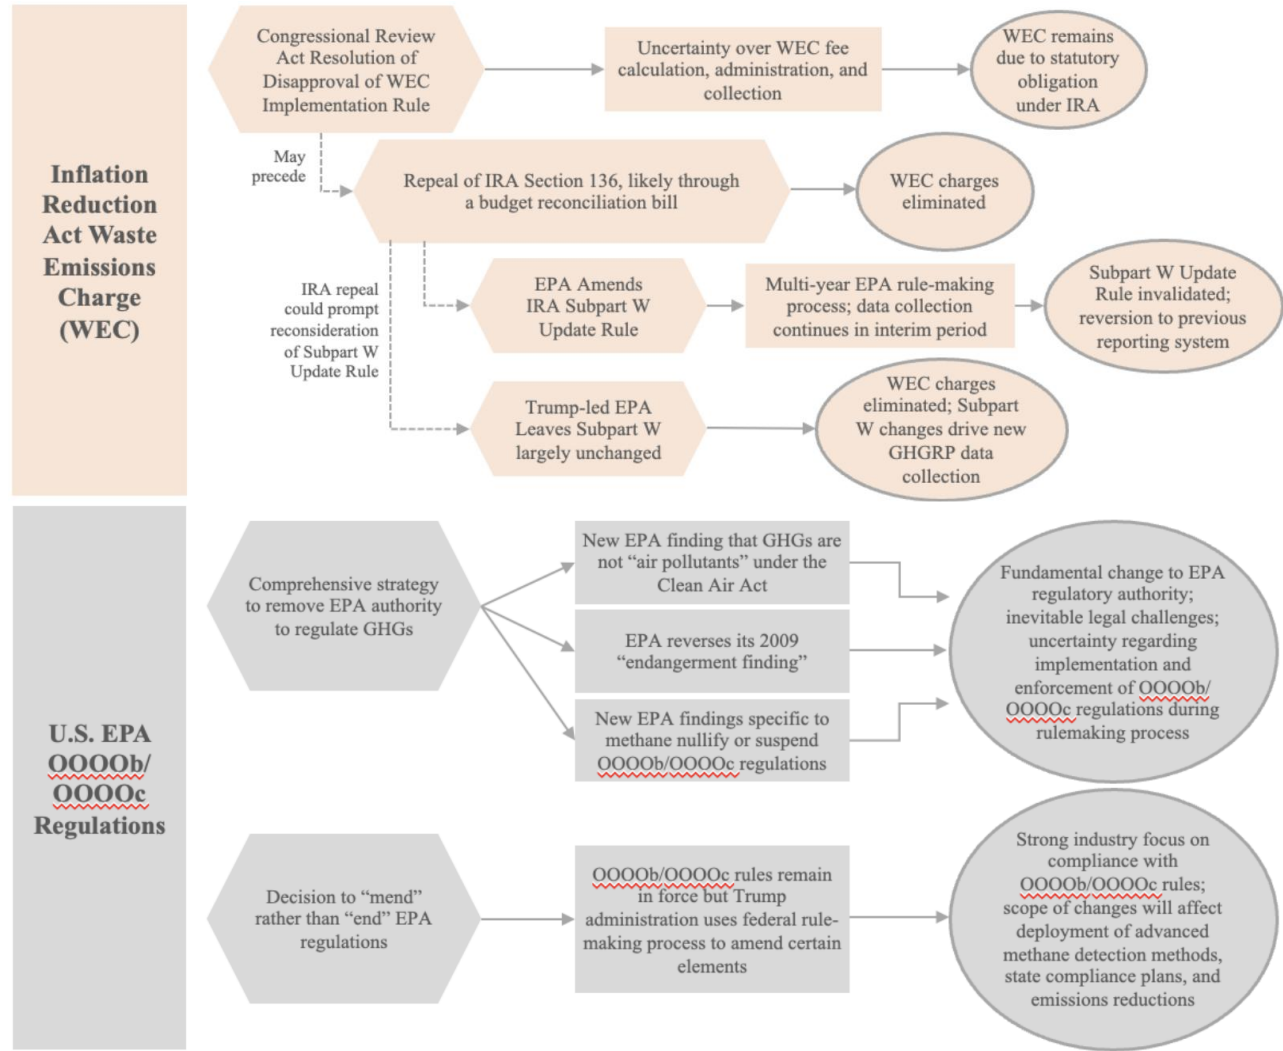 Inflation
Reduction
Act Waste
Emissions
Charge
(WEC)
Congressional Review
Act Resolution of
Disapproval of WEC
Implementation Rule
Uncertainty over WEC fee
calculation, administration, and
collection
WEC remains
due to statutory
obligation
under IRA
May
precede
Repeal of IRA Section 136, likely through
a budget reconciliation bill
WEC charges
eliminated
IRA repeal
could prompt
reconsideration
of Subpart W
Update Rule
EPA Amends
IRA Subpart W
Update Rule
Multi-year EPA rule-making
process; data collection
continues in interim period
Subpart W Update
Rule invalidated;
reversion to previous
reporting system
Trump-led EPA
Leaves Subpart W
largely unchanged
WEC charges
eliminated; Subpart
W changes drive new
GHGRP data
collection
U.S. EPA
OOOOb/
OOOOc
Regulations
Comprehensive strategy
to remove EPA authority
to regulate GHGs
New EPA finding that GHGs are
not “air pollutants” under the
Clean Air Act
EPA reverses its 2009
“endangerment finding”
New EPA findings specific to
methane nullify or suspend
OOOOb/OOOOc regulations
Fundamental change to EPA
regulatory authority;
inevitable legal challenges;
uncertainty regarding
implementation and
enforcement of OOOOb/
OOOOc regulations during
rulemaking process
Decision to “mend”
rather than “end” EPA
regulations
OOOOb/OOOOc rules remain
in force but Trump
administration uses federal rule-
making process to amend certain
elements
Strong industry focus on
compliance with
OOOOb/OOOOc rules;
scope of changes will affect
deployment of advanced
methane detection methods,
state compliance plans, and
emissions reductions